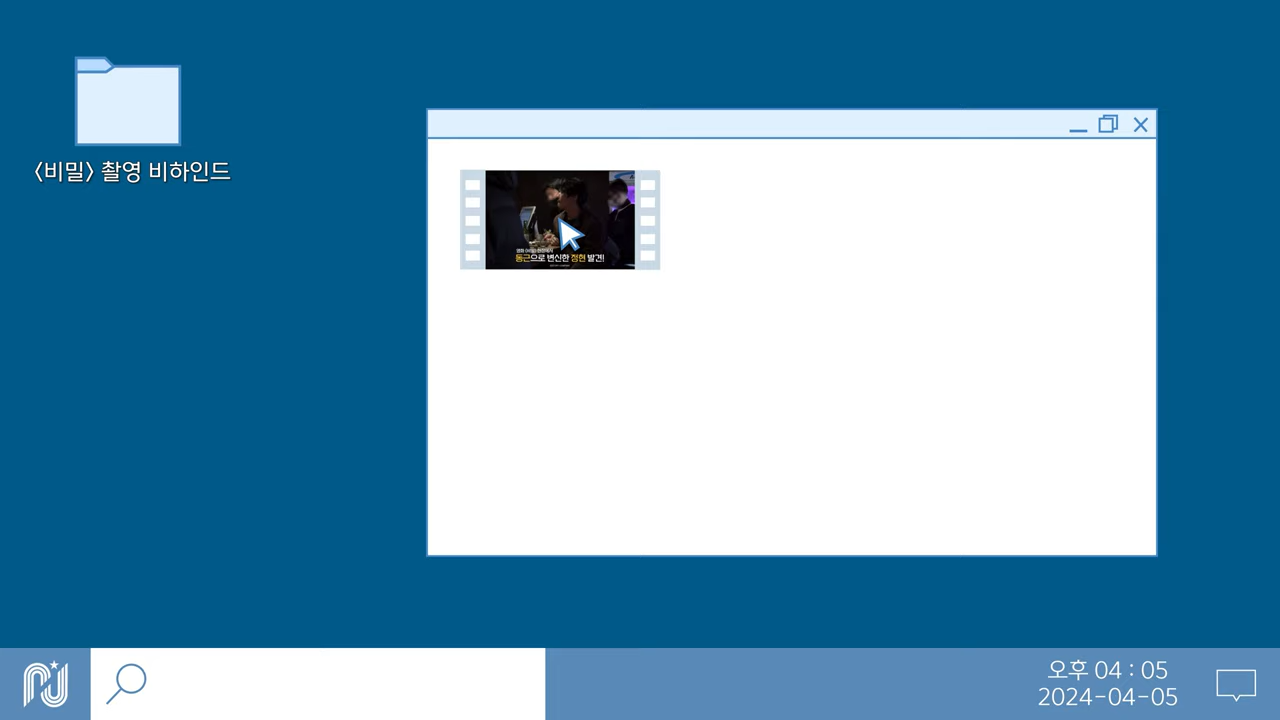 〈비밀〉 촬영 비하인드
동근으로 변신한 정현 발견!
오후 04 : 05
2024-04-05